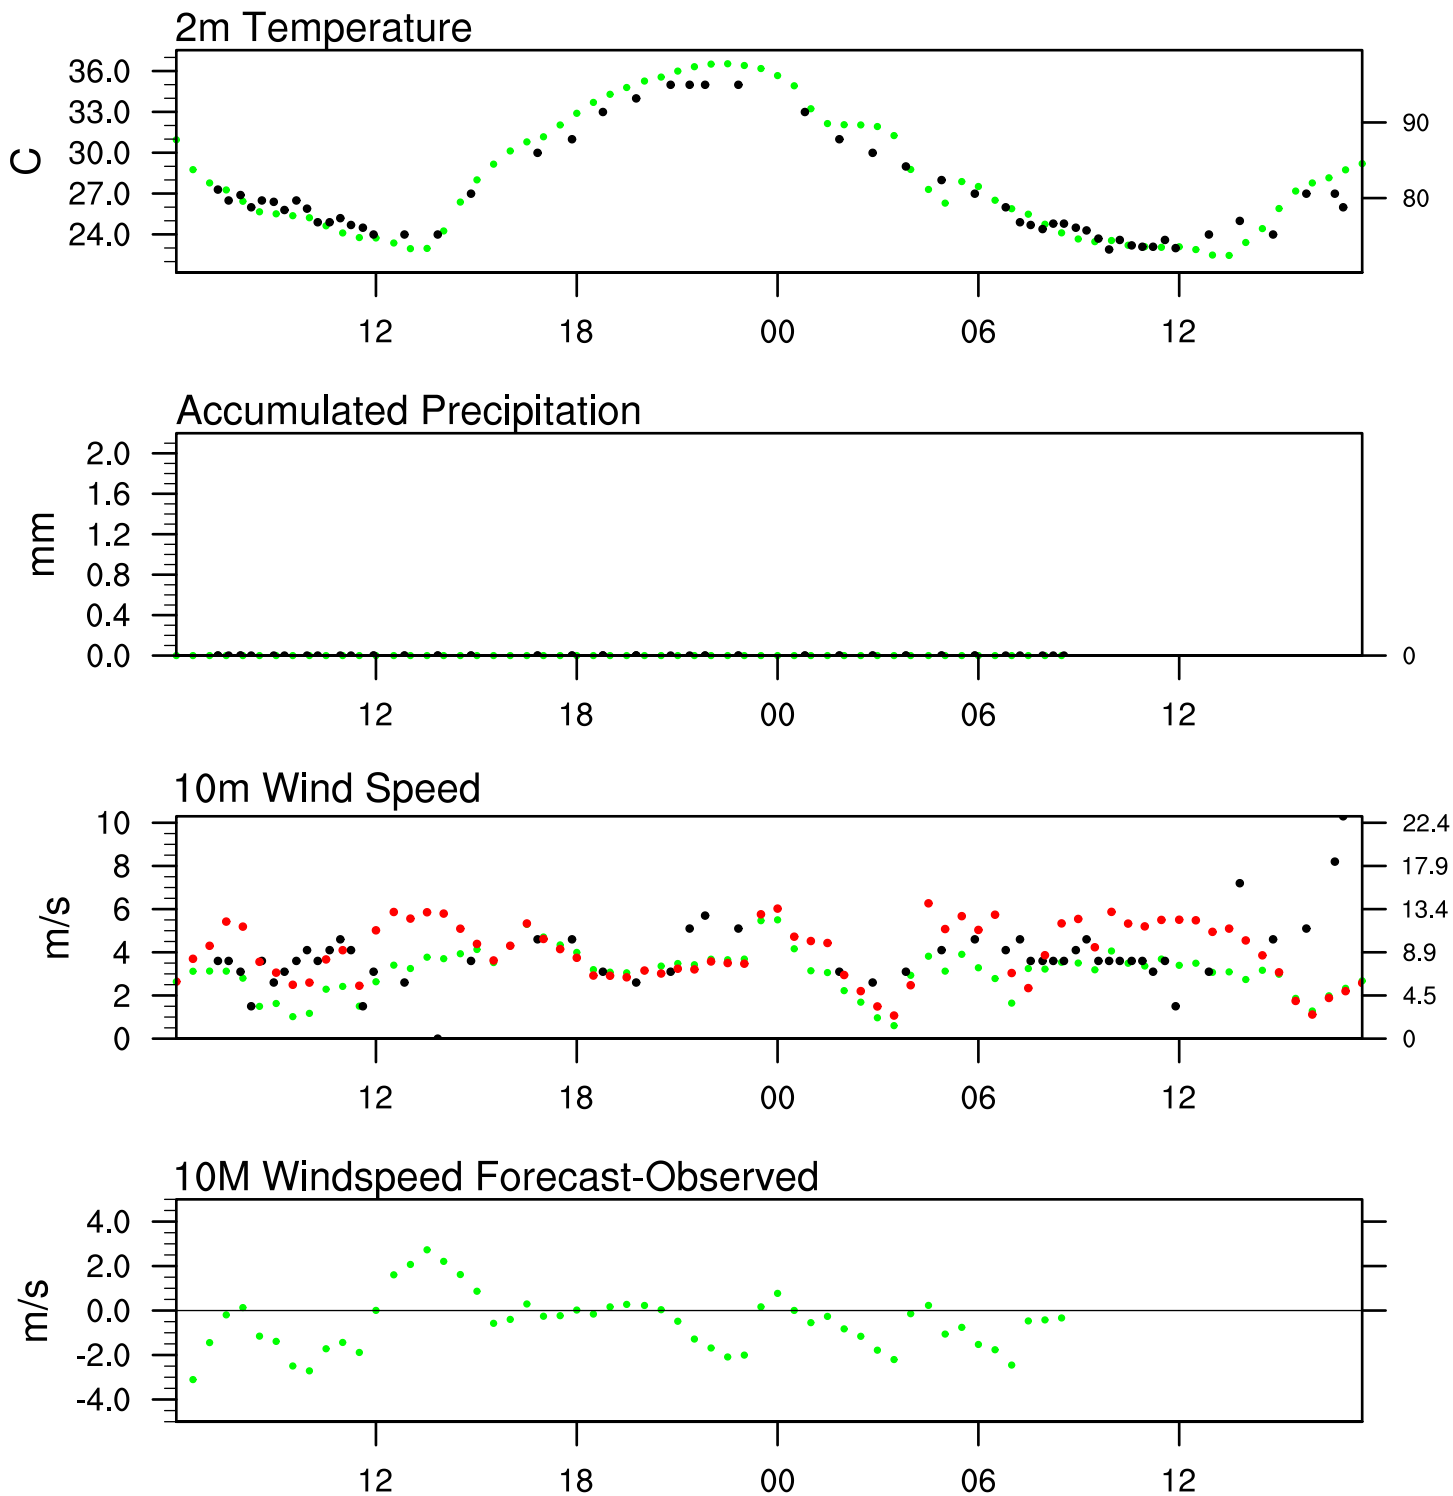 2m Temperature
36.0
33.0
30.0
27.0
24.0
C
90
80
12 18 00 06 12
Accumulated Precipitation
2.0
1.6
1.2
0.8
0.4
0.0
mm
0
12 18 00 06 12
10m Wind Speed
10
8
6
4
2
0
m/s
22.4
17.9
13.4
8.9
4.5
0
12 18 00 06 12
10M Windspeed Forecast-Observed
4.0
2.0
0.0
-2.0
-4.0
m/s
12 18 00 06 12